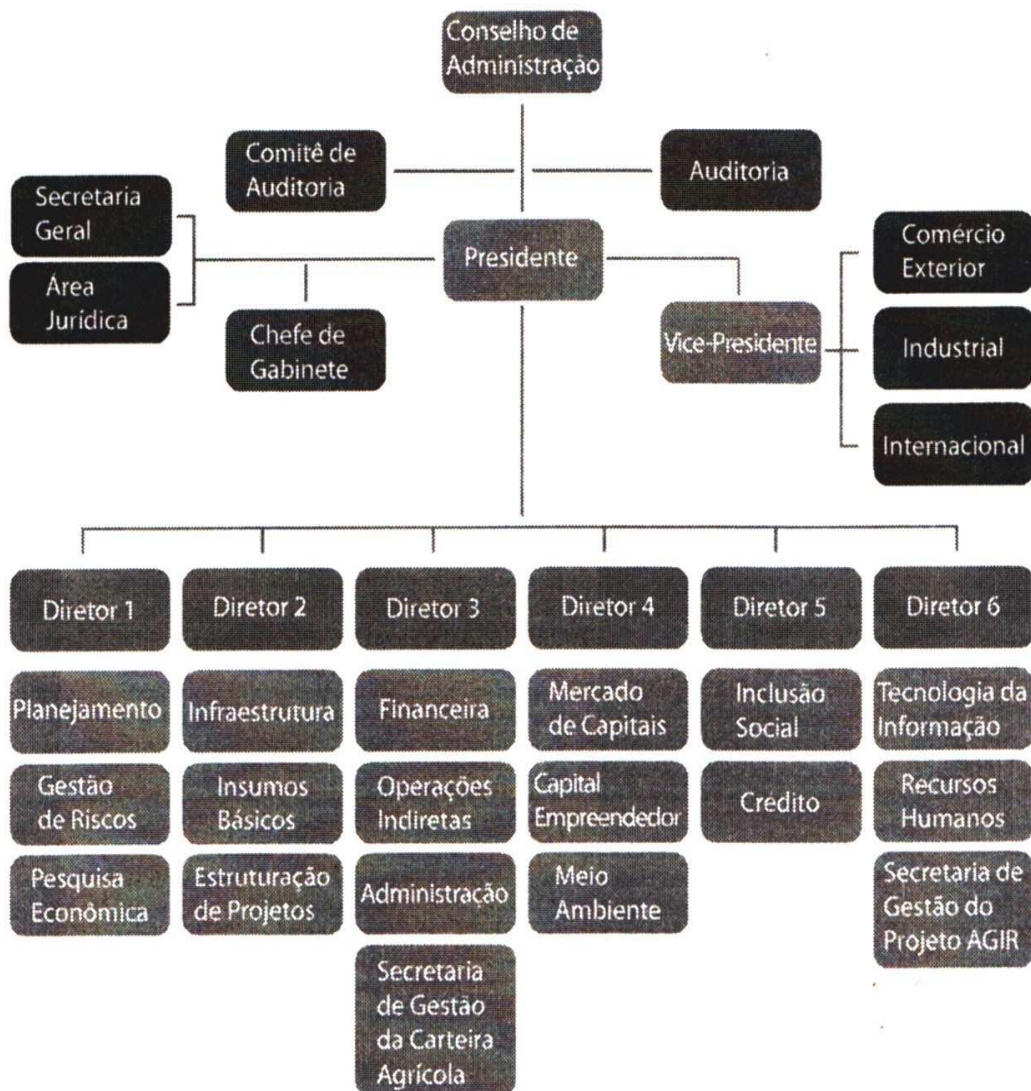 Conselho de
Administração
Comitê de
Auditoria
Auditoria
Secretaria
Geral
Área
Jurídica
Presidente
Chefe de
Gabinete
Vice-Presidente
Comércio
Exterior
Industrial
Internacional
Diretor 1
Diretor 2
Diretor 3
Diretor 4
Diretor 5
Diretor 6
Planejamento
Infraestrutura
Financeira
Mercado
de Capitais
Inclusão
Social
Tecnologia da
Informação
Gestão
de Riscos
Insumos
Básicos
Operações
Indiretas
Capital
Empreendedor
Crédito
Recursos
Humanos
Pesquisa
Econômica
Estruturação
de Projetos
Administração
Meio
Ambiente
Secretaria de
Gestão do
Projeto AGIR
Secretaria
de Gestão
da Carteira
Agrícola